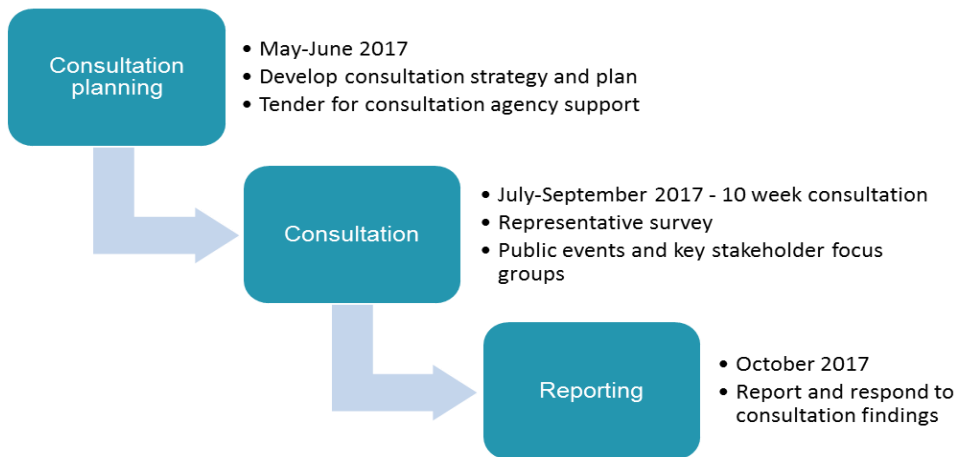 Consultation
planning
• May-June 2017
• Develop consultation strategy and plan
• Tender for consultation agency support
Consultation
• July-September 2017 - 10 week consultation
• Representative survey
• Public events and key stakeholder focus
groups
Reporting
• October 2017
• Report and respond to
consultation findings